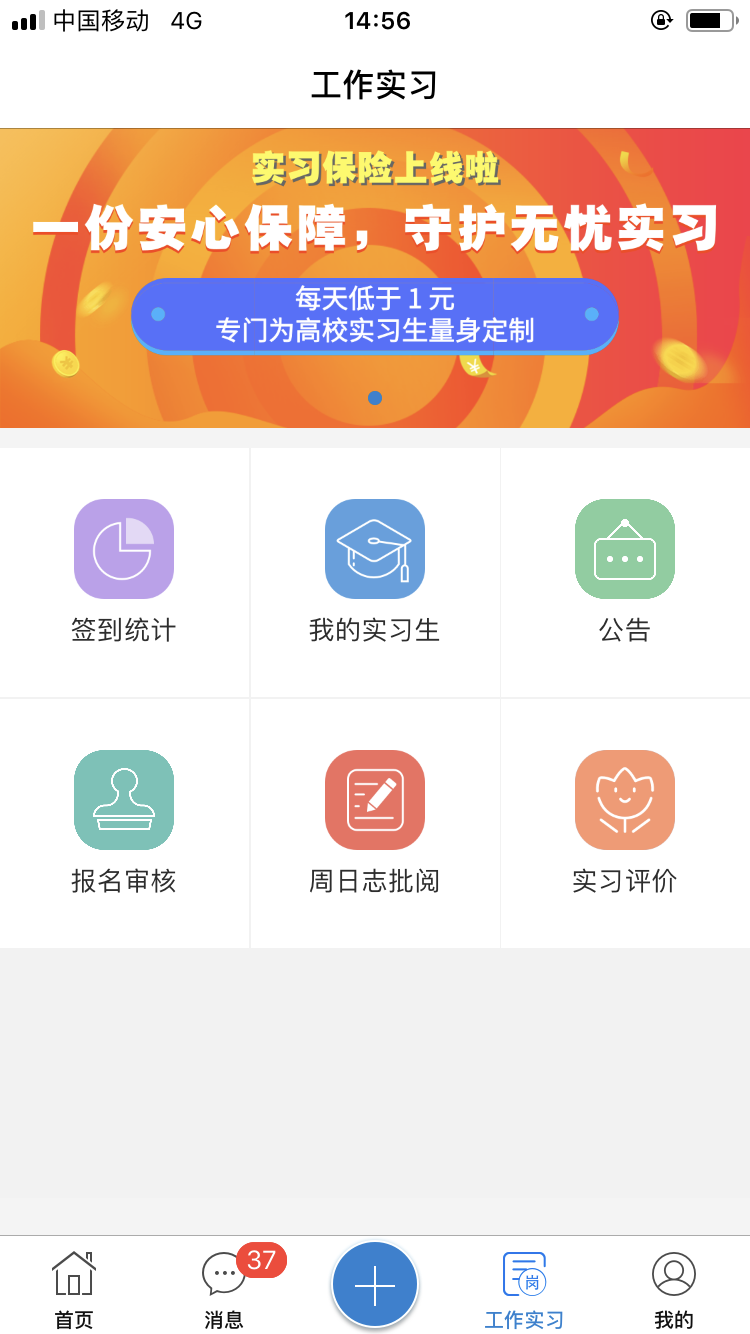 中国移动 4G 14:56
工作实习
实习保险上线啦
一份安心保障，守护无忧实习
每天低于 1 元
专门为高校实习生量身定制
签到统计 我的实习生 公告
报名审核 周日志批阅 实习评价
37
岗
首页 消息 工作实习 我的